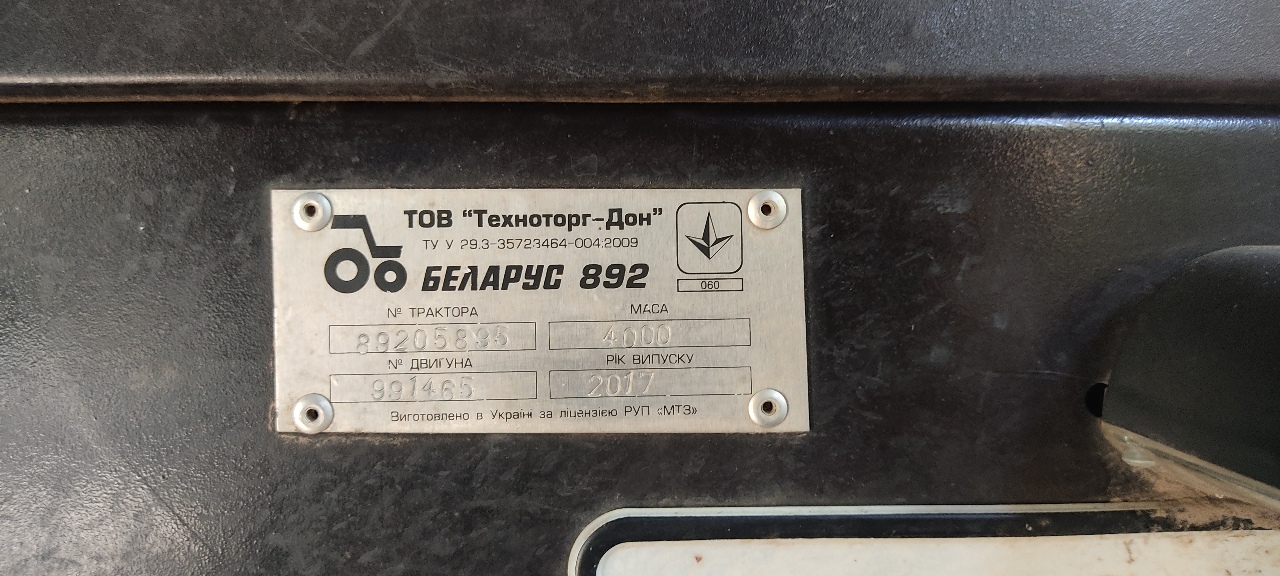 ТОВ “Техноторг-Дон”
ТУ У 29.3-35723464-004:2009
БЕЛАРУС 892
060
№ ТРАКТОРА
МАСА
89205895
4000
№ ДВИГУНА
РІК ВИПУСКУ
991465
2017
Виготовлено в Україні за ліцензією РУП «МТЗ»